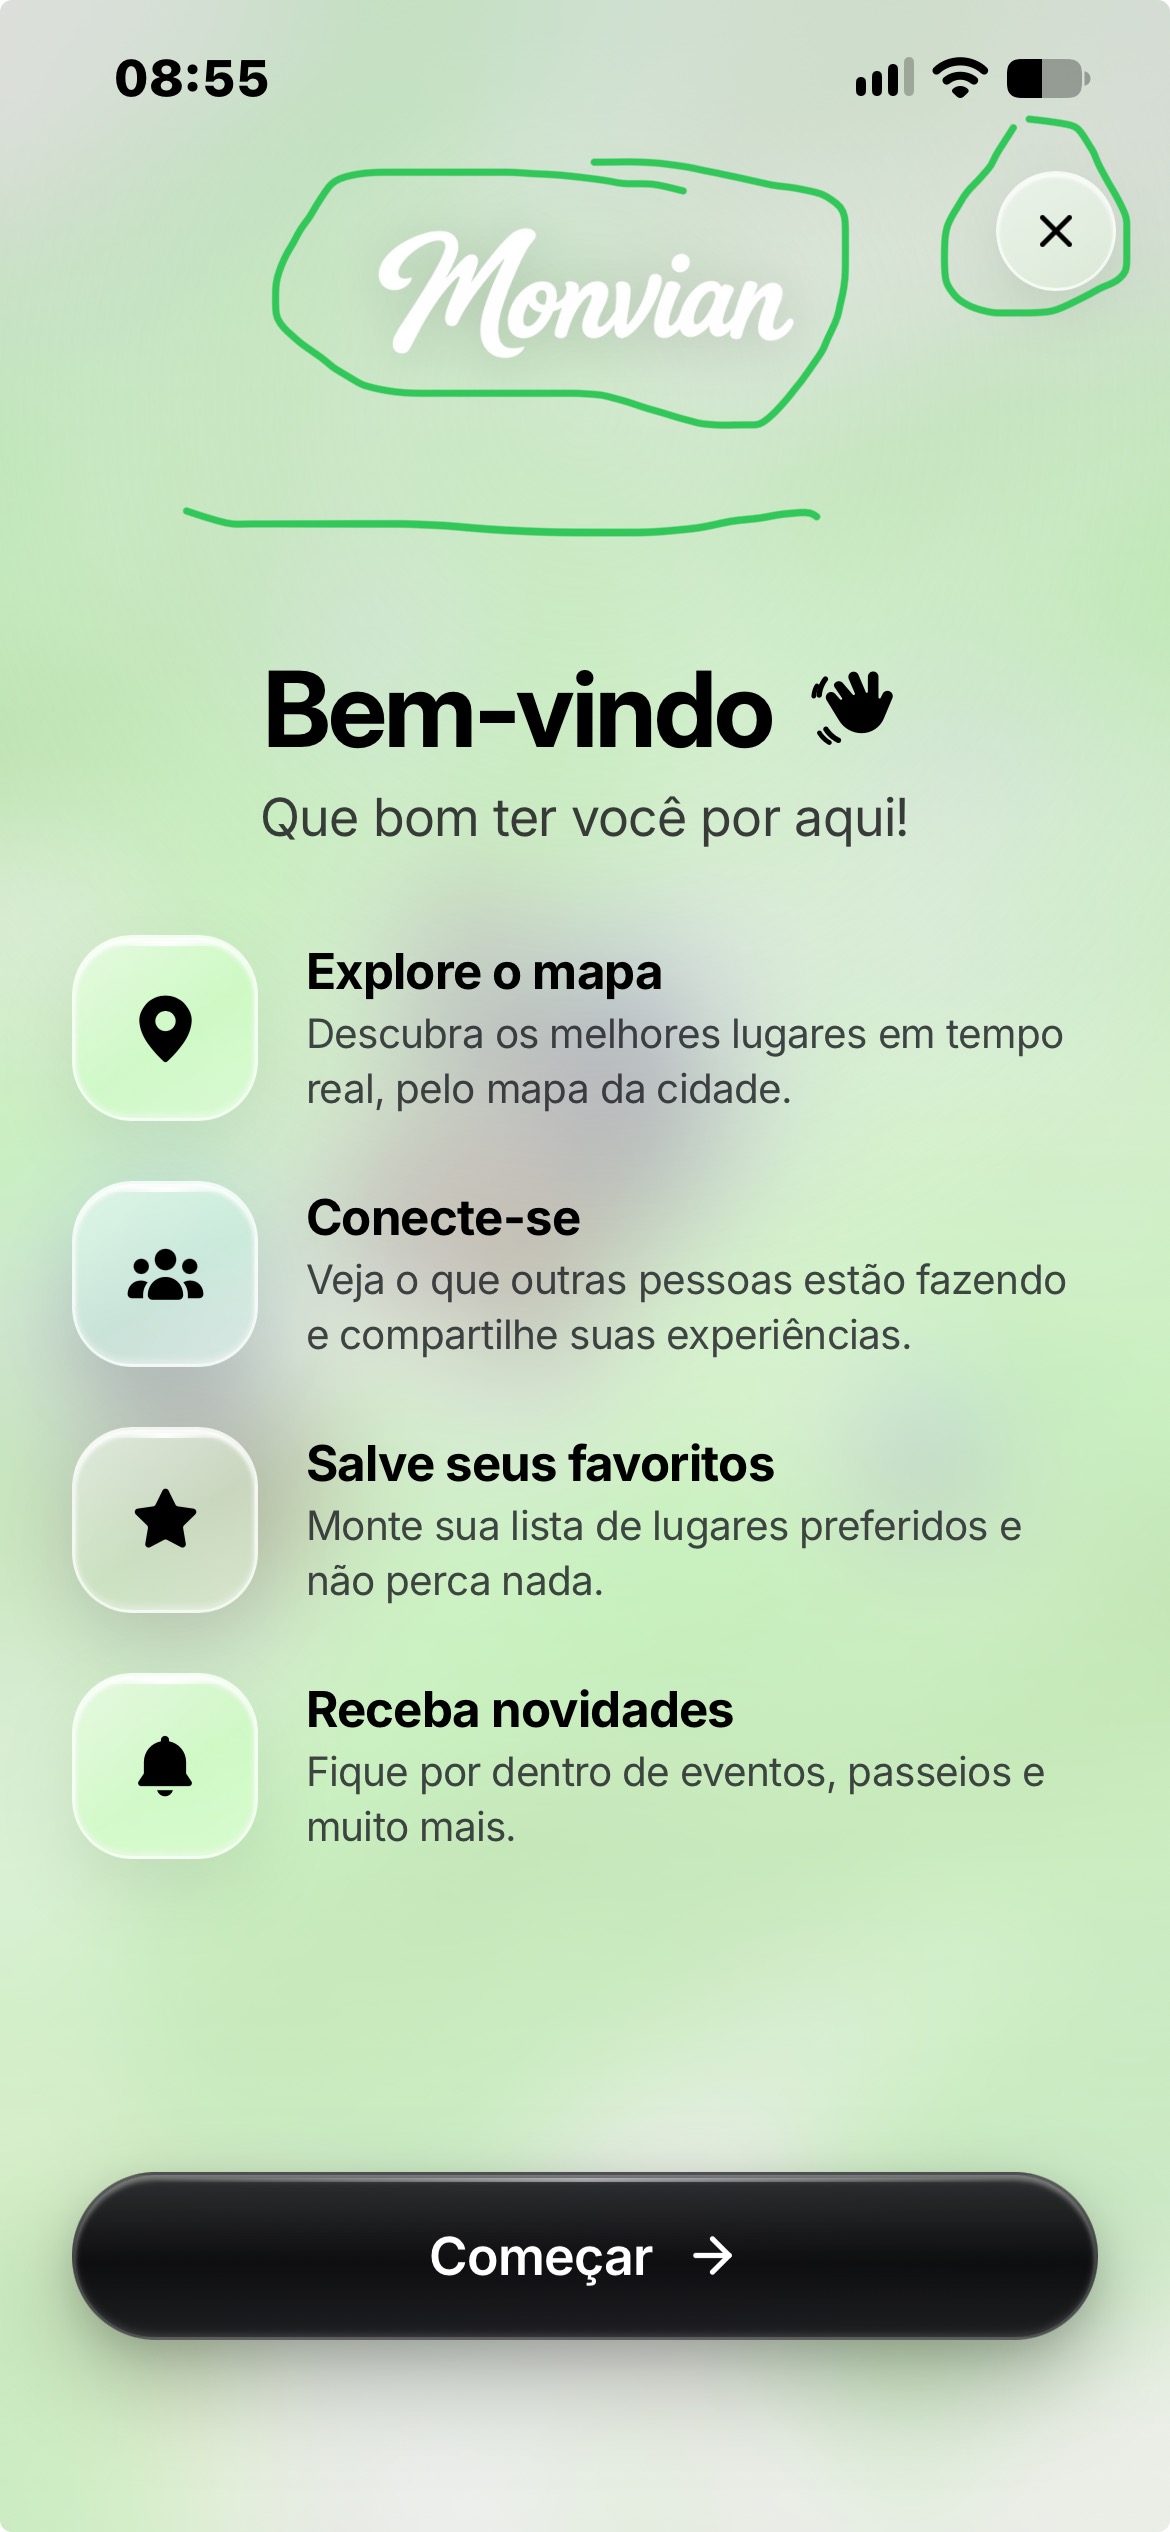 08:55
Monvian
Bem-vindo
Que bom ter você por aqui!
Explore o mapa
Descubra os melhores lugares em tempo
real, pelo mapa da cidade.
Conecte-se
Veja o que outras pessoas estão fazendo
e compartilhe suas experiências.
Salve seus favoritos
Monte sua lista de lugares preferidos e
não perca nada.
Receba novidades
Fique por dentro de eventos, passeios e
muito mais.
Começar